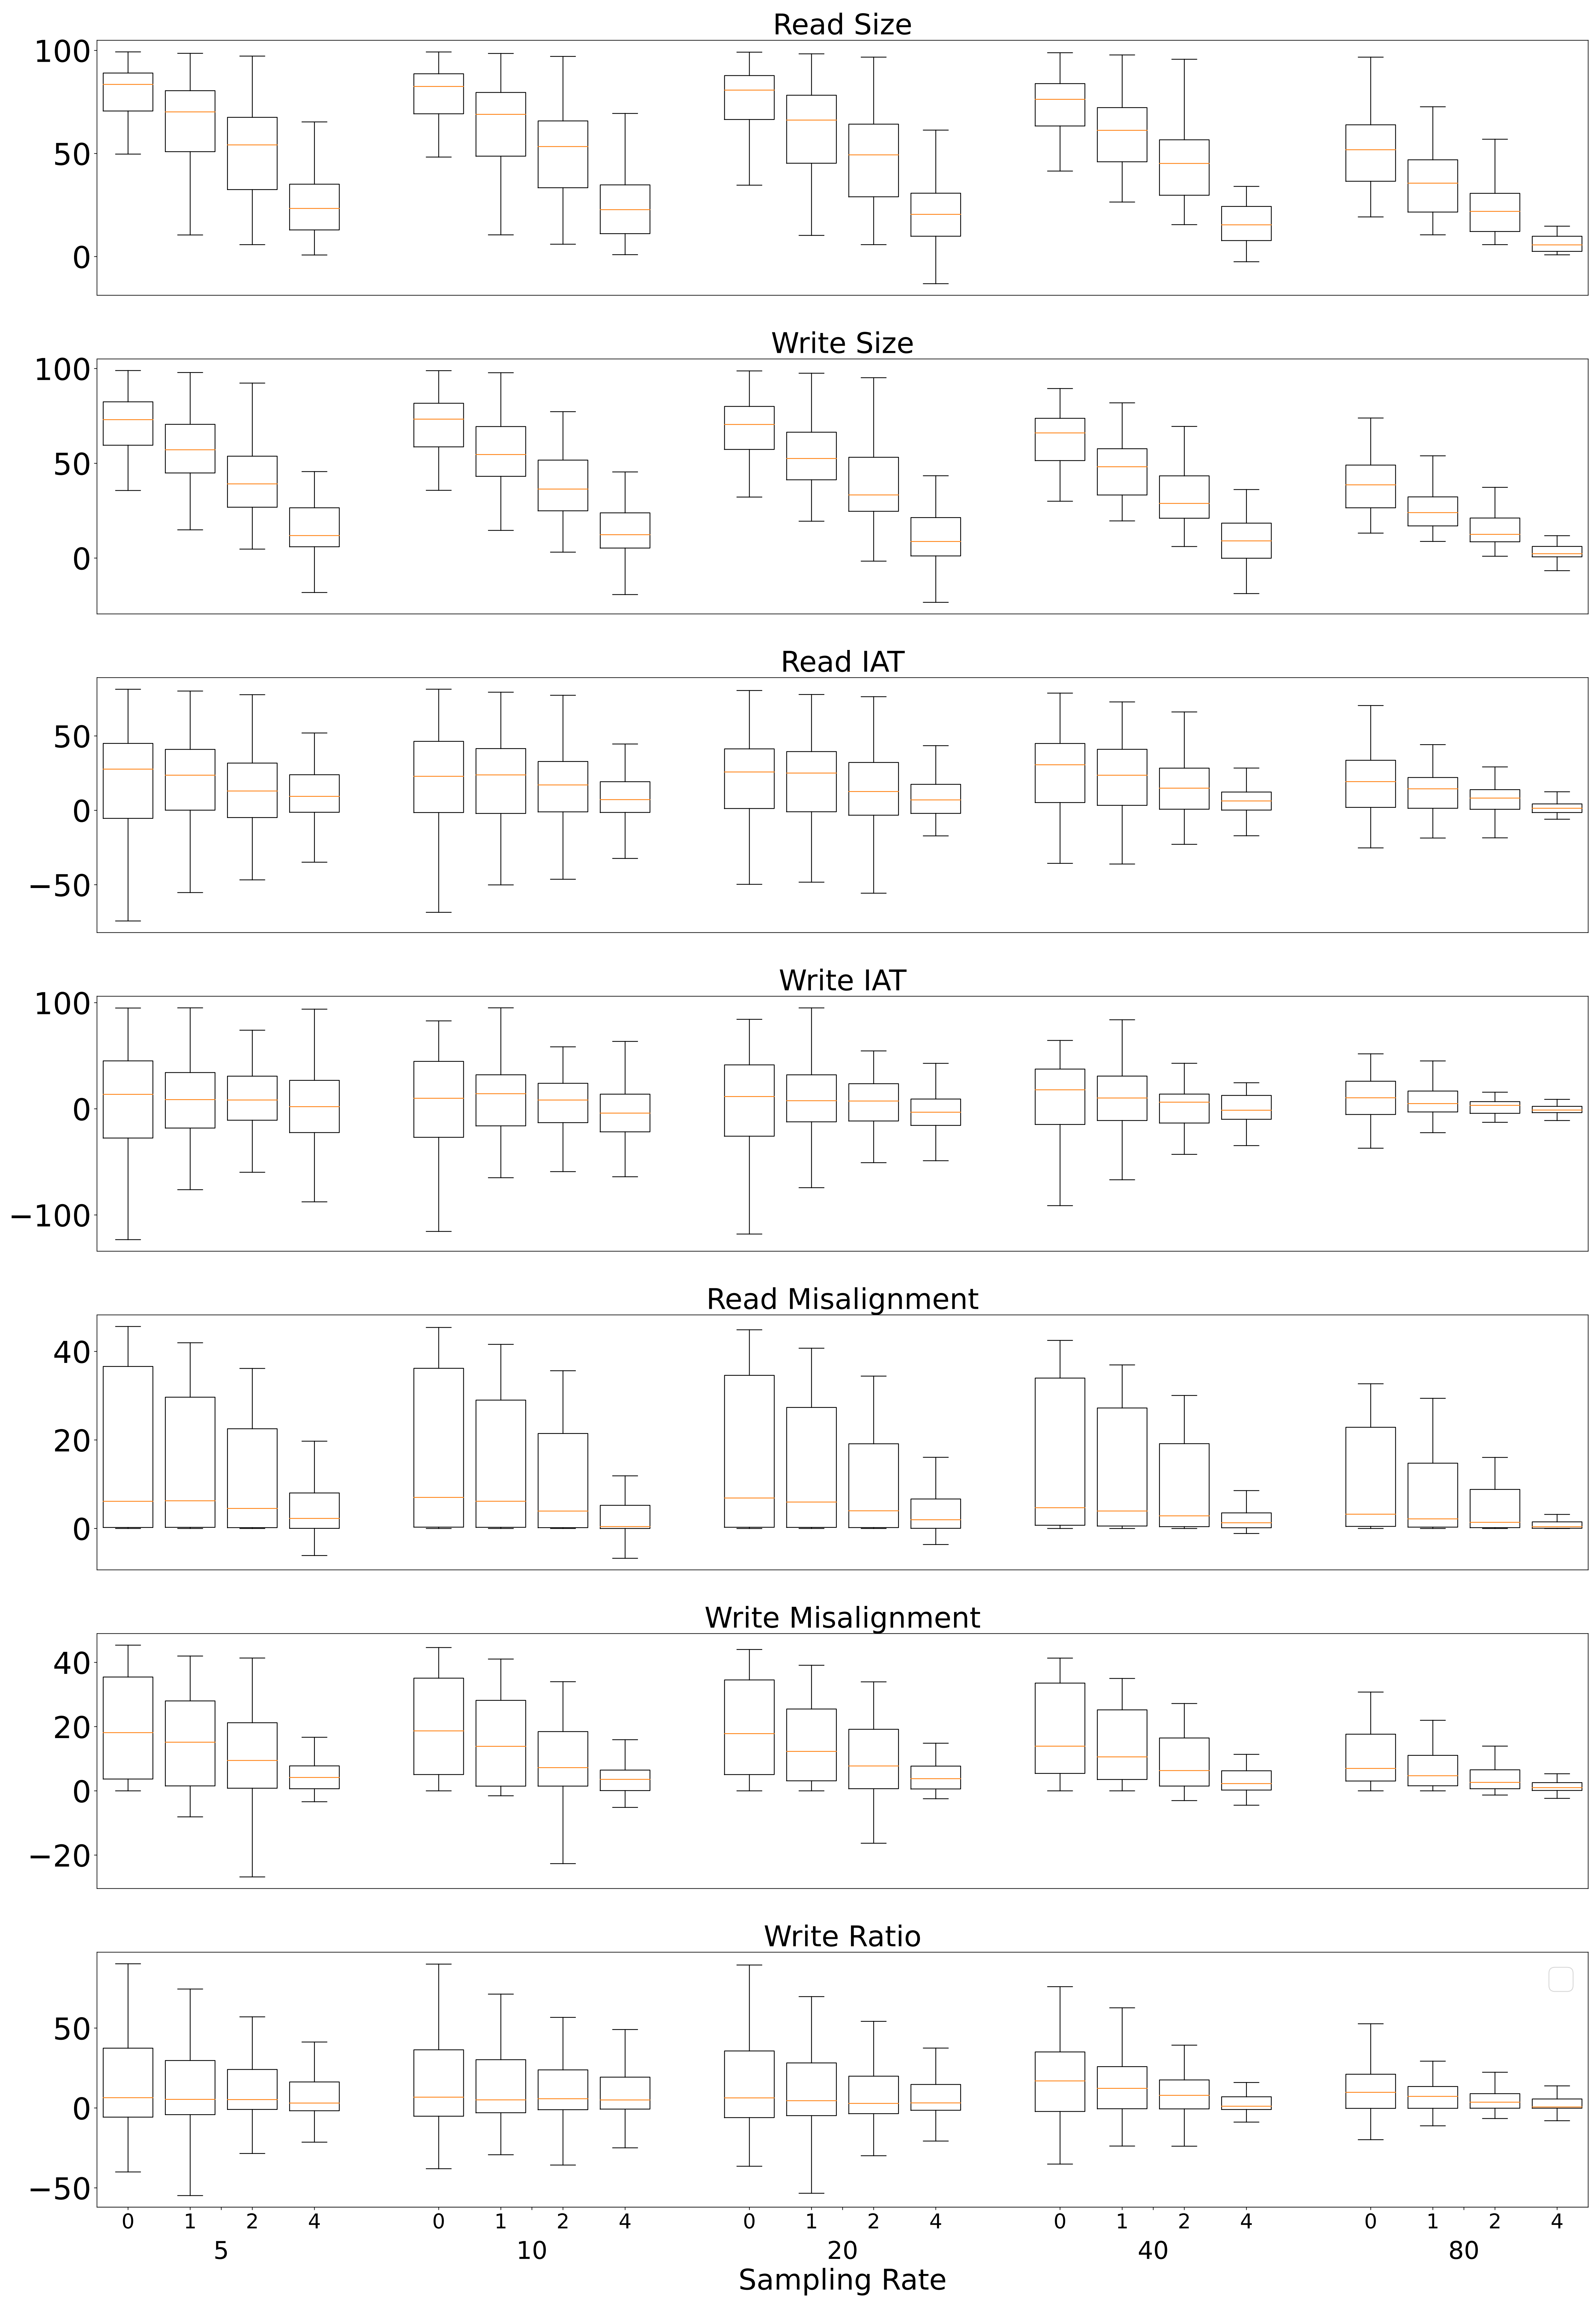 Read Size
100
50
0
Write Size
100
50
0
Read IAT
50
0
−50
Write IAT
100
0
−100
Read Misalignment
40
20
0
Write Misalignment
40
20
0
−20
Write Ratio
50
0
−50
0 1 2 4 0 1 2 4 0 1 2 4 0 1 2 4 0 1 2 4
5 10 20 40 80
Sampling Rate